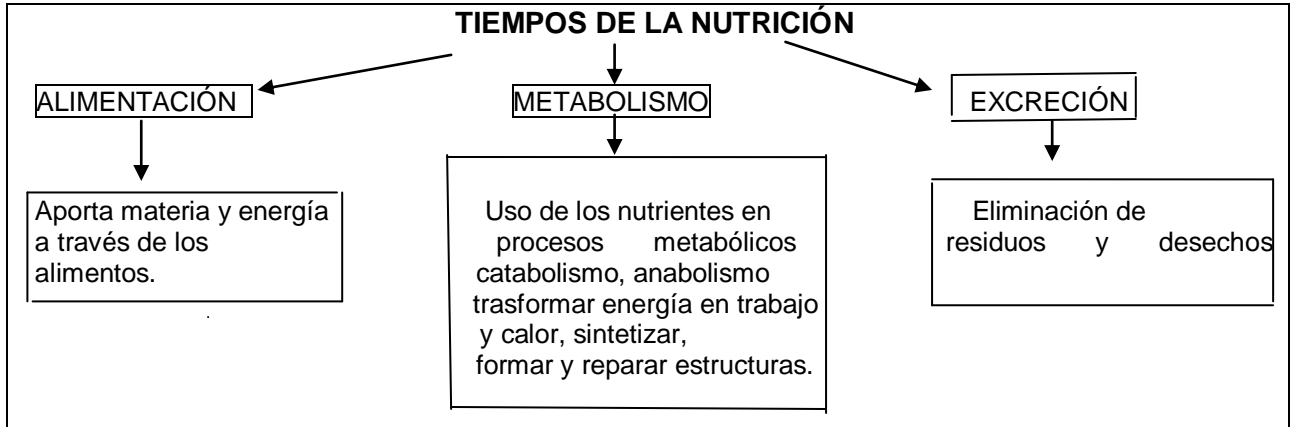 TIEMPOS DE LA NUTRICIÓN
ALIMENTACIÓN
Aporta materia y energía
a través de los
alimentos.
METABOLISMO
Uso de los nutrientes en
procesos metabólicos
catabolismo, anabolismo
trasformar energía en trabajo
y calor, sintetizar,
formar y reparar estructuras.
EXCRECIÓN
Eliminación de
residuos y desechos